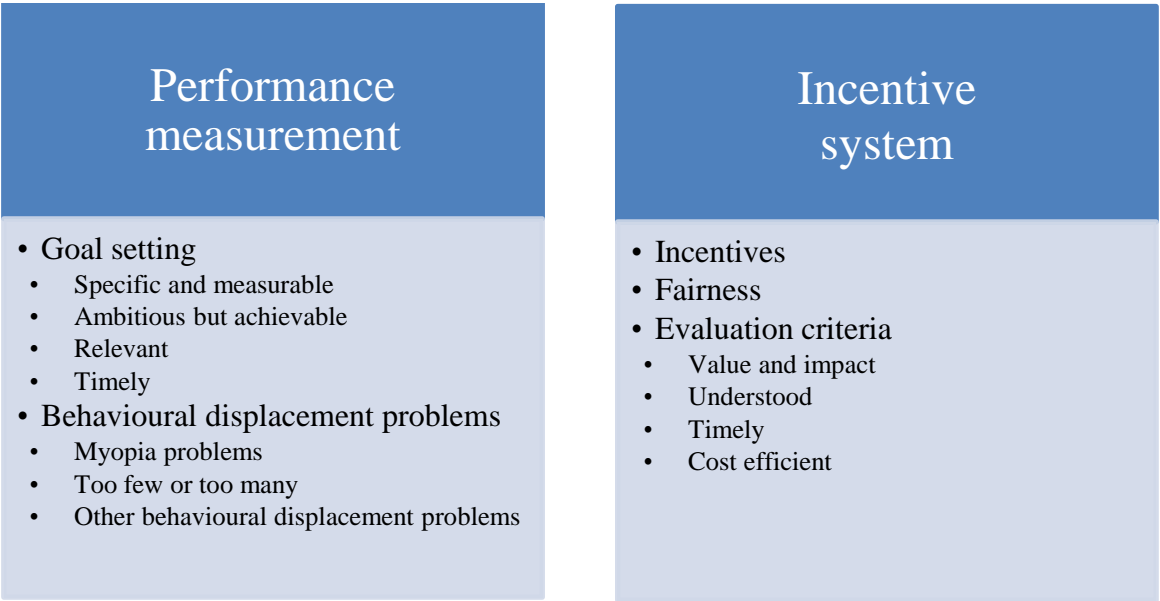 Performance
measurement
• Goal setting
• Specific and measurable
• Ambitious but achievable
• Relevant
• Timely
• Behavioural displacement problems
• Myopia problems
• Too few or too many
• Other behavioural displacement problems
Incentive
system
• Incentives
• Fairness
• Evaluation criteria
• Value and impact
• Understood
• Timely
• Cost efficient